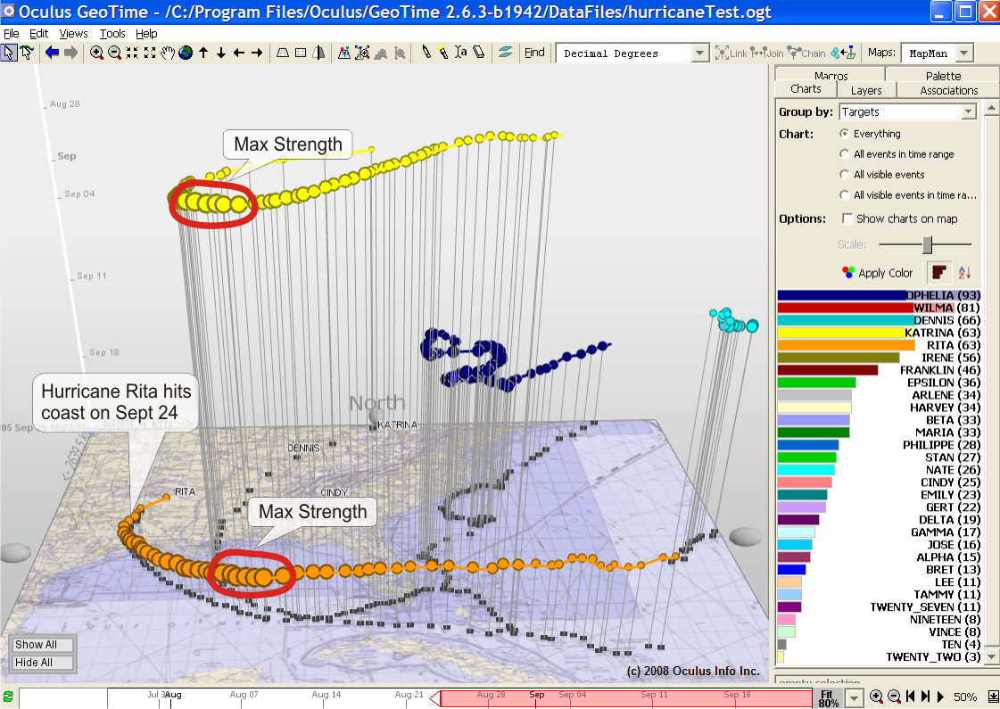 Oculus GeoTime - /C:/Program Files/Oculus/GeoTime 2.6.3-b1942/DataFiles/hurricaneTest.ogt
File Edit Views Tools Help
Find Decimal Degrees Link Join Chain Maps: MapMan
Macros Palette
Charts Layers Associations
Group by: Targets
Chart: Everything
All events in time range
All visible events
All visible events in time ra...
Options: Show charts on map
Scale:
Apply Color
OPHELIA (93)
WILMA (81)
DENNIS (66)
KATRINA (63)
RITA (63)
IRENE (56)
FRANKLIN (46)
EPSILON (36)
ARLENE (34)
HARVEY (34)
BETA (33)
MARIA (33)
PHILIPPE (28)
STAN (27)
NATE (26)
CINDY (25)
EMILY (23)
GERT (22)
DELTA (19)
GAMMA (17)
JOSE (16)
ALPHA (15)
BRET (13)
LEE (11)
TAMMY (11)
TWENTY_SEVEN (11)
NINETEEN (8)
VINCE (8)
TEN (4)
TWENTY_TWO (3)
empty selection
Aug 28
Sep
Sep 04
Sep 11
Sep 18
Max Strength
Hurricane Rita hits
coast on Sept 24
North
KATRINA
DENNIS
CINDY
RITA
Max Strength
Show All
Hide All
(c) 2008 Oculus Info Inc.
Aug Aug 07 Aug 14 Aug 21 Aug 28 Sep Sep 04 Sep 11 Sep 18
Fit
80%
50%